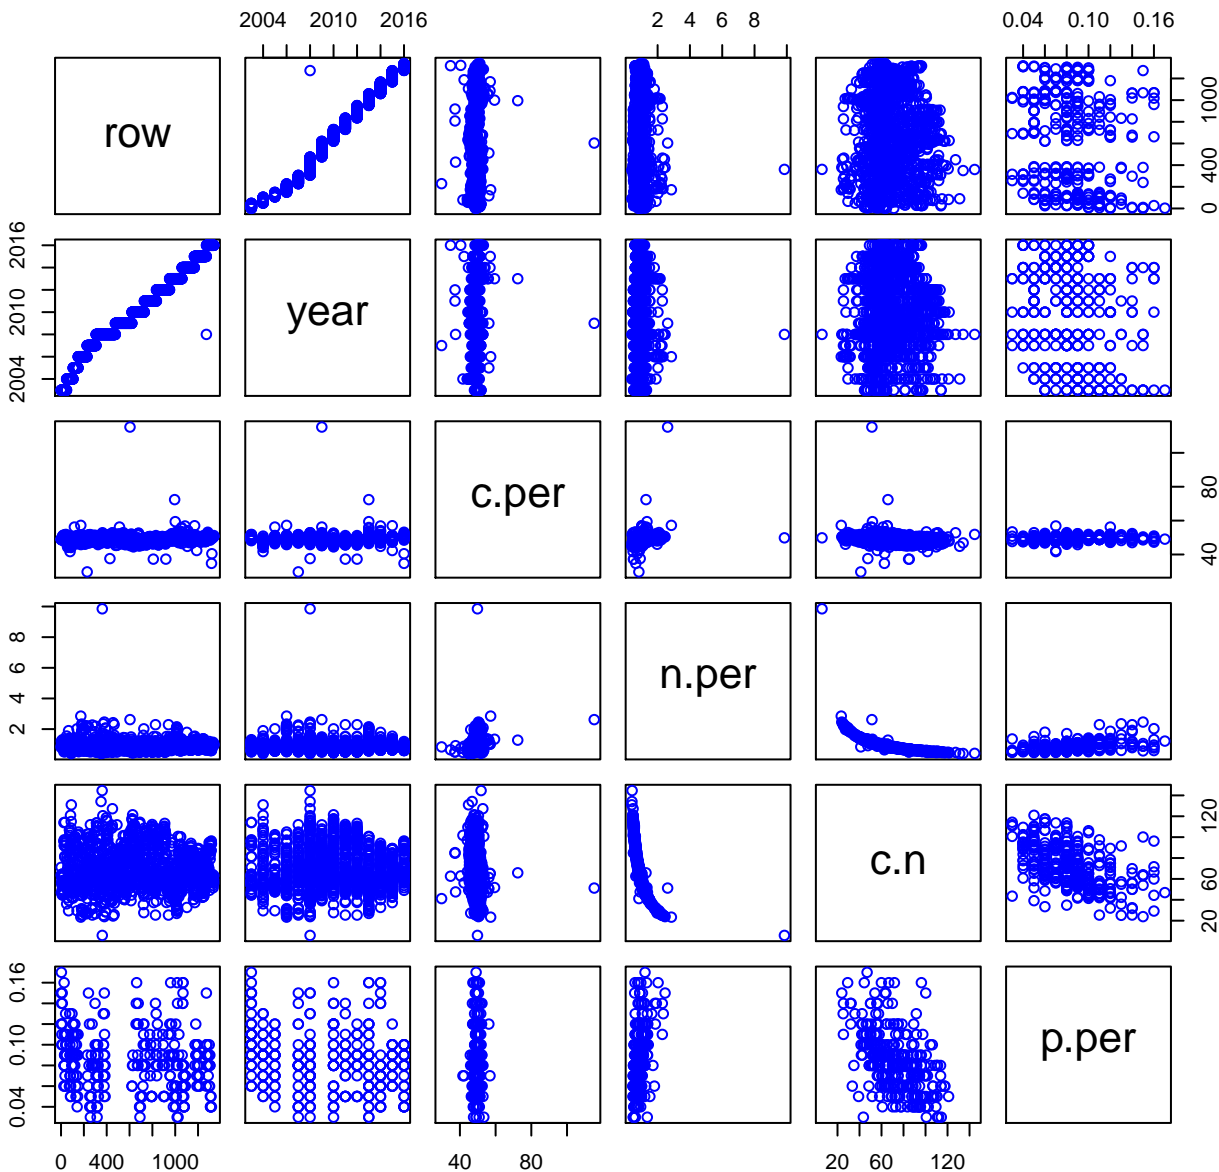 2004 2010 2016 2 4 6 8 0.04 0.10 0.16
row 0 400 1000
2004 2010 2016 year
c.per 40 80
2 4 6 8 n.per
c.n 20 60 120
0.04 0.10 0.16 p.per
0 400 1000 40 80 20 60 120